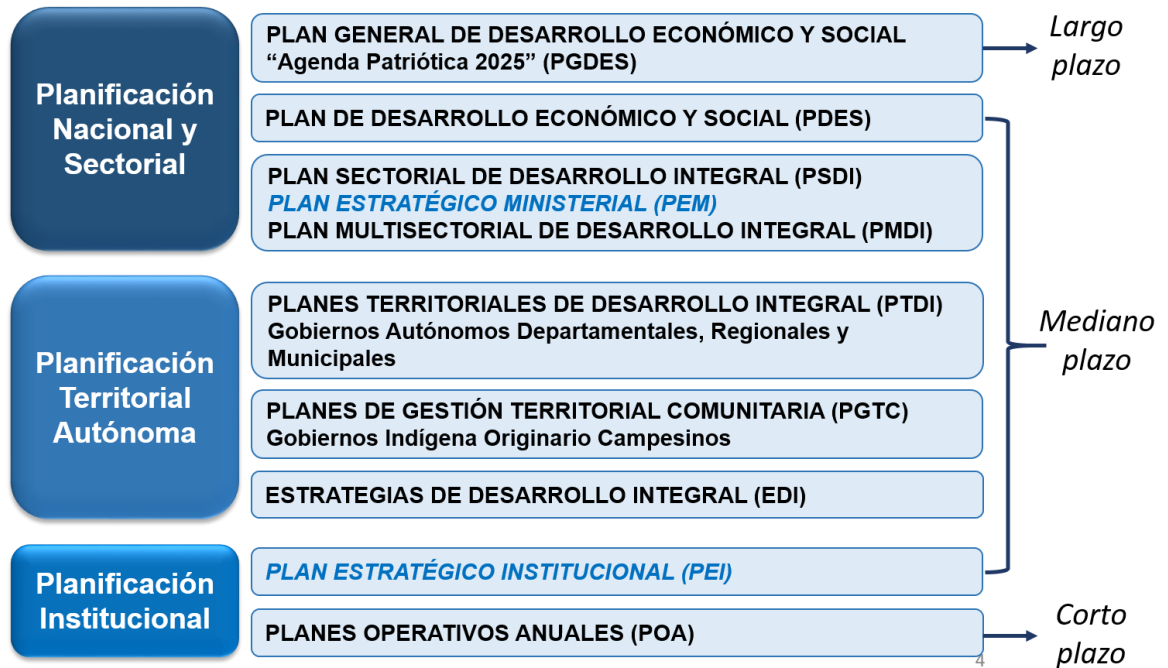 Planificación
Nacional y
Sectorial
PLAN GENERAL DE DESARROLLO ECONÓMICO Y SOCIAL
“Agenda Patriótica 2025” (PGDES)
Largo
plazo
PLAN DE DESARROLLO ECONÓMICO Y SOCIAL (PDES)
PLAN SECTORIAL DE DESARROLLO INTEGRAL (PSDI)
PLAN ESTRATÉGICO MINISTERIAL (PEM)
PLAN MULTISECTORIAL DE DESARROLLO INTEGRAL (PMDI)
Planificación
Territorial
Autónoma
PLANES TERRITORIALES DE DESARROLLO INTEGRAL (PTDI)
Gobiernos Autónomos Departamentales, Regionales y
Municipales
Mediano
plazo
PLANES DE GESTIÓN TERRITORIAL COMUNITARIA (PGTC)
Gobiernos Indígena Originario Campesinos
ESTRATEGIAS DE DESARROLLO INTEGRAL (EDI)
Planificación
Institucional
PLAN ESTRATÉGICO INSTITUCIONAL (PEI)
PLANES OPERATIVOS ANUALES (POA)
Corto
plazo
4